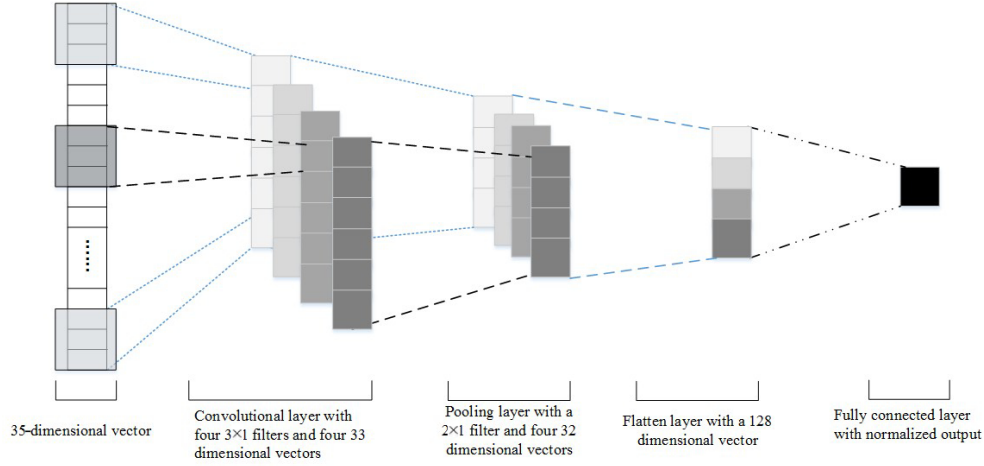 35-dimensional vector
Convolutional layer with
four 3×1 filters and four 33
dimensional vectors
Pooling layer with a
2×1 filter and four 32
dimensional vectors
Flatten layer with a 128
dimensional vector
Fully connected layer
with normalized output